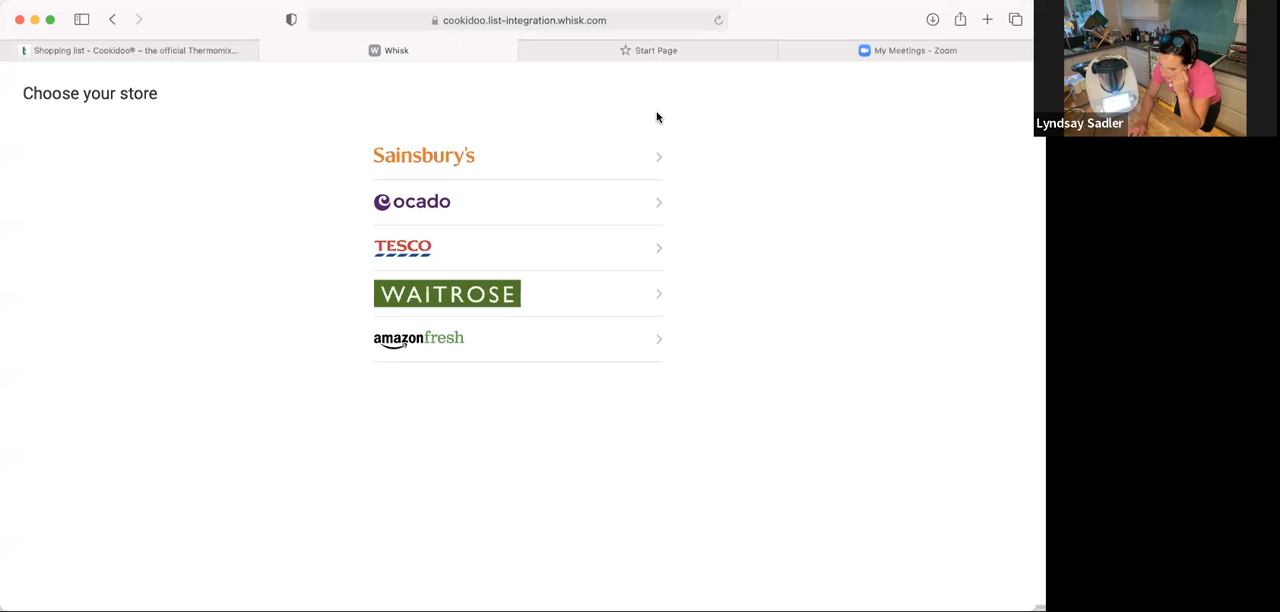 cookidoo.list-integration.whisk.com
Shopping list - Cookidoo® – the official Thermomix...
Whisk
Start Page
My Meetings - Zoom
Choose your store
Sainsbury's
ocado
TESCO
WAITROSE
amazonfresh
Lyndsay Sadler